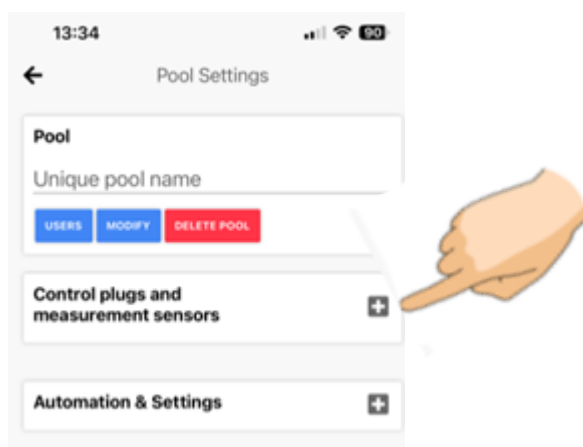 13:34
90
Pool Settings
Pool
Unique pool name
USERS MODIFY DELETE POOL
Control plugs and
measurement sensors
Automation & Settings